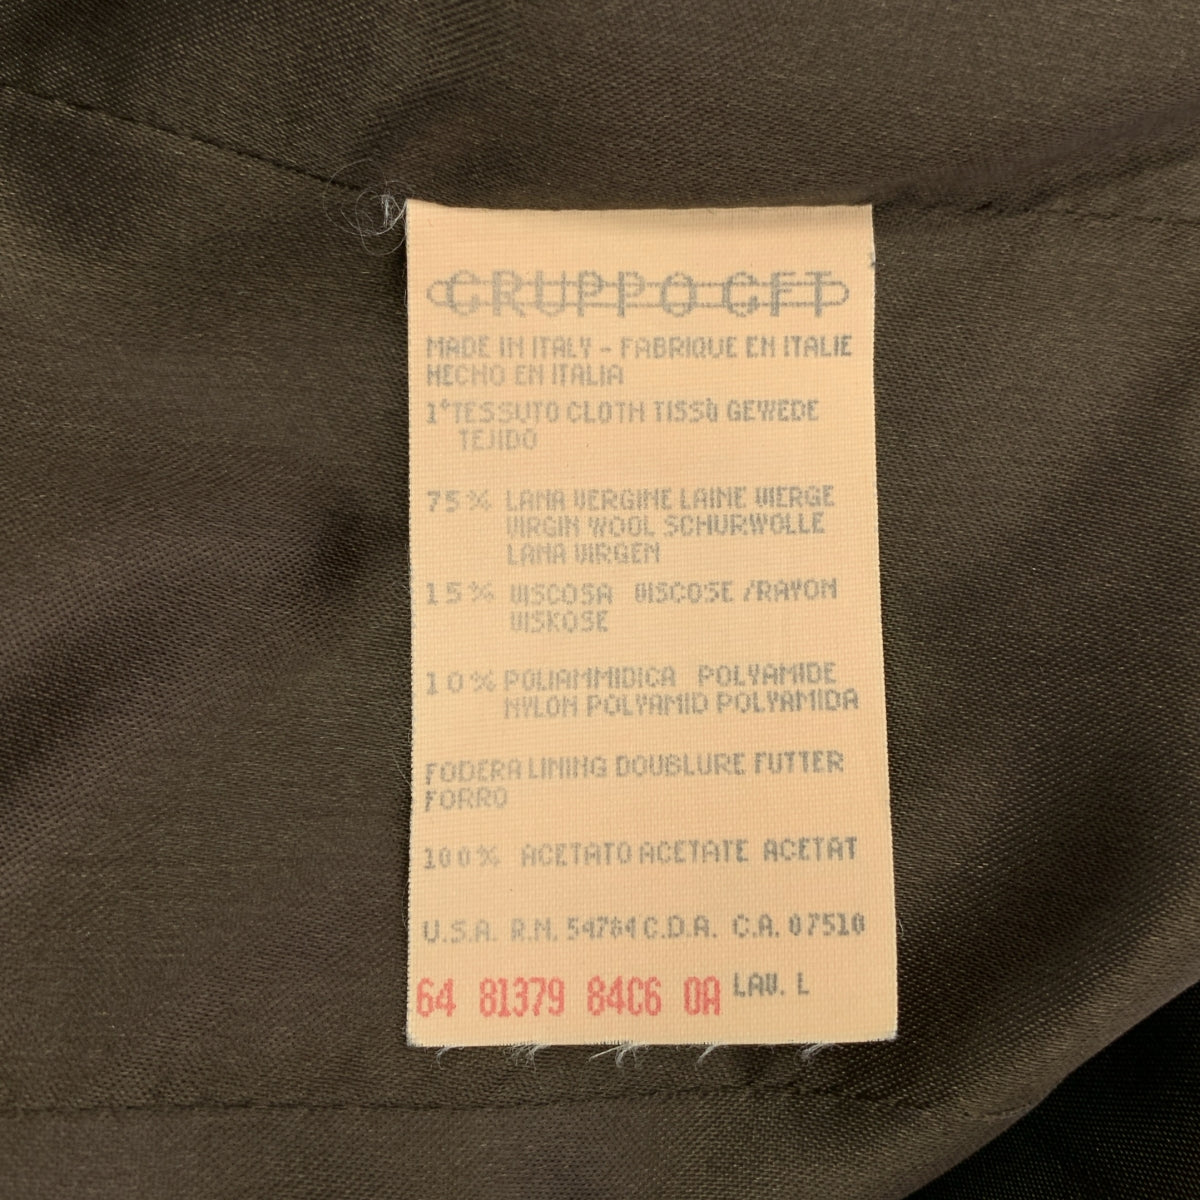 GRUPPO GFT
MADE IN ITALY - FABRIQUE EN ITALIE
HECHO EN ITALIA
1°TESSUTO CLOTH TISSù GEWEDE
TEJIDO
75% LANA VERGINE LAINE VIERGE
VIRGIN WOOL SCHURWOLLE
LANA VIRGEN
15% VISCOSA VISCOSE /RAYON
VISKOSE
10% POLIAMMIDICA POLYAMIDE
NYLON POLYAMID POLYAMIDA
FODERA LINING DOUBLURE FUTTER
FORRO
100% ACETATO ACETATE ACETAT
U.S.A. R.N. 54764 C.D.A. C.A. 07510
64 81379 84C6 0A LAV. L